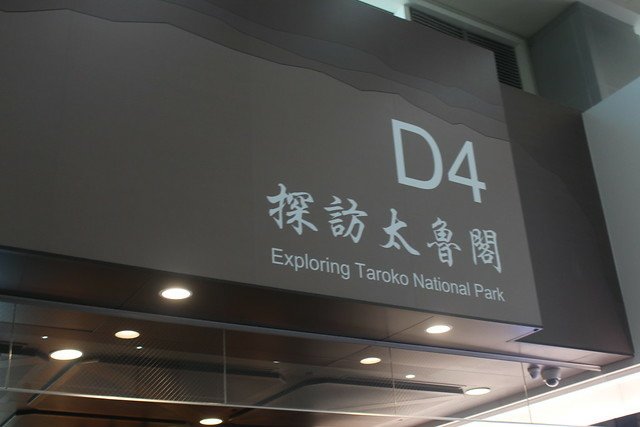 D4
探訪太魯閣
Exploring Taroko National Park